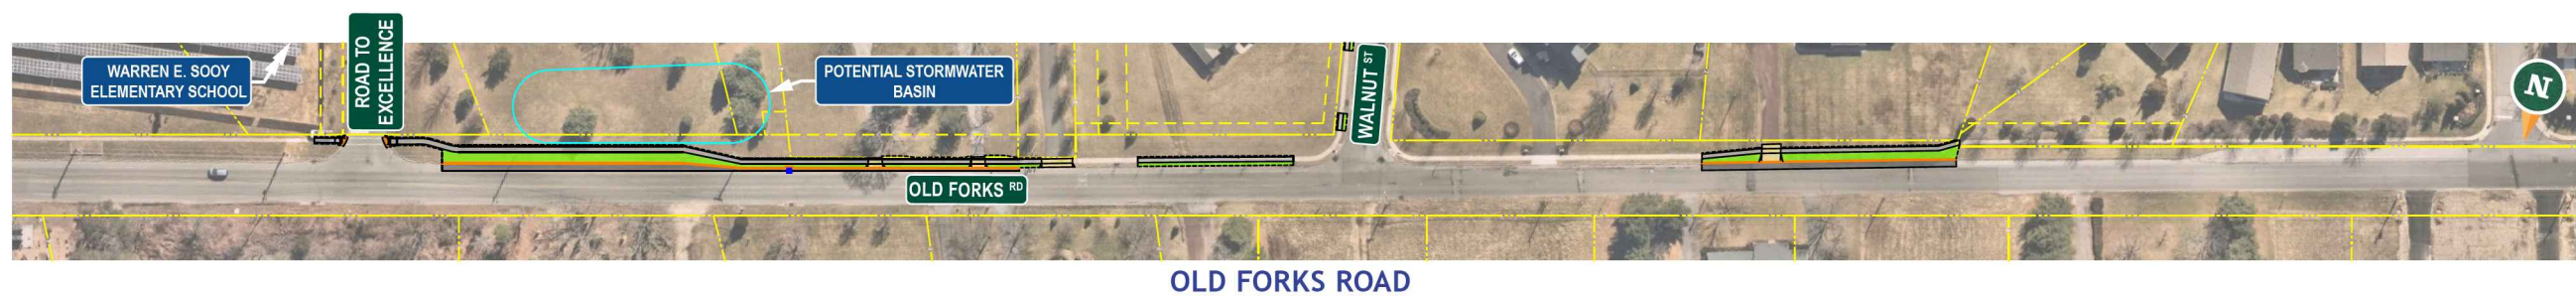 WARREN E. SOOY
ELEMENTARY SCHOOL
ROAD TO
EXCELLENCE
POTENTIAL STORMWATER
BASIN
WALNUT ST
N
OLD FORKS RD
OLD FORKS ROAD